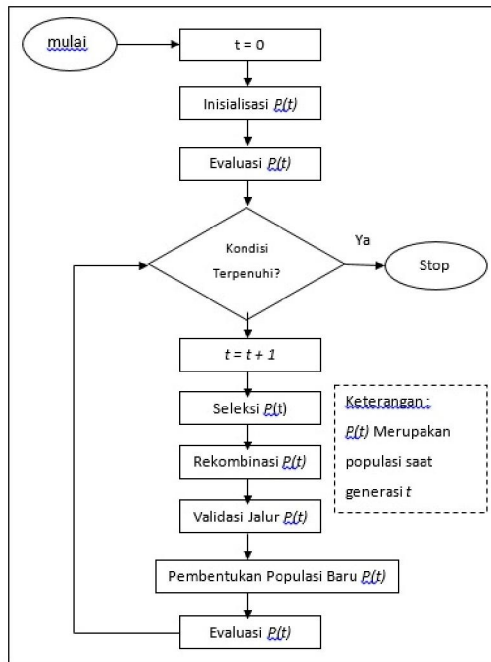 mulai
t = 0
Inisialisasi P(t)
Evaluasi P(t)
Kondisi
Terpenuhi?
Ya
Stop
t = t + 1
Seleksi P(t)
Rekombinasi P(t)
Validasi Jalur P(t)
Pembentukan Populasi Baru P(t)
Evaluasi P(t)
Keterangan :
P(t) Merupakan
populasi saat
generasi t